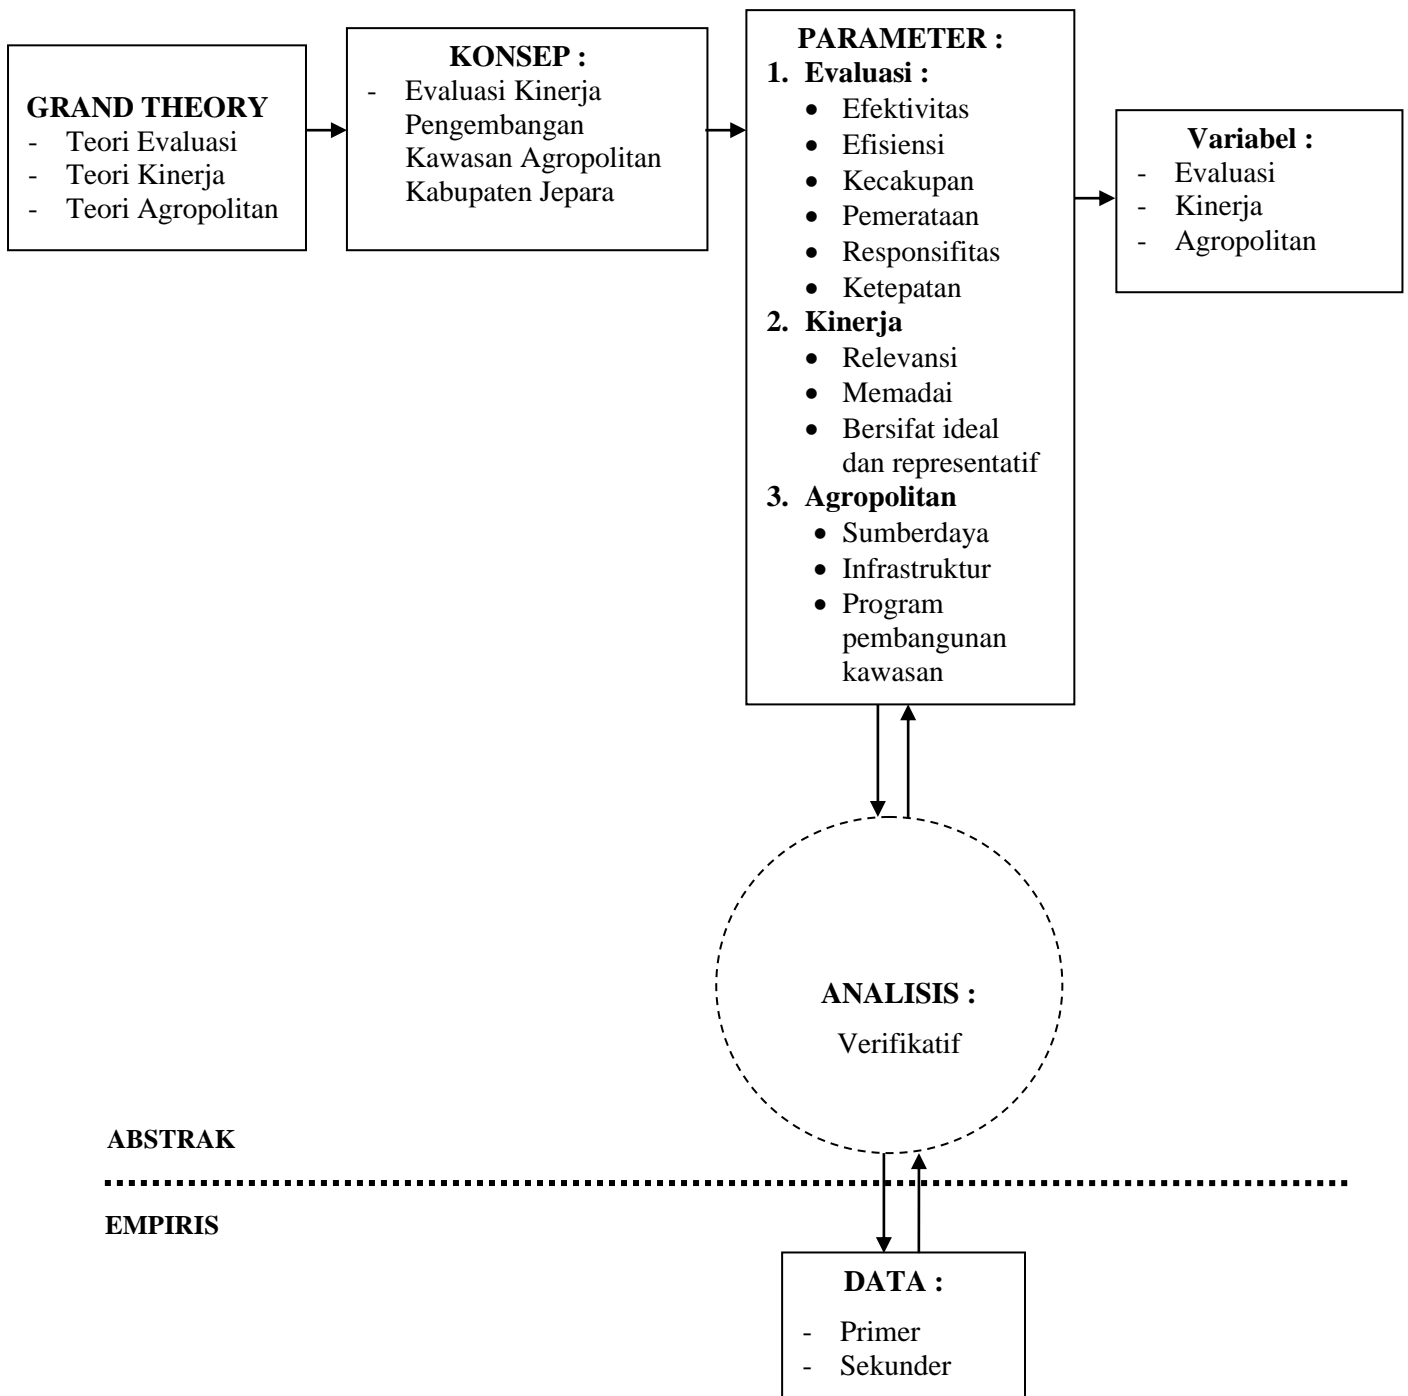 GRAND THEORY
- Teori Evaluasi
- Teori Kinerja
- Teori Agropolitan
KONSEP :
- Evaluasi Kinerja
Pengembangan
Kawasan Agropolitan
Kabupaten Jepara
PARAMETER :
1. Evaluasi :
• Efektivitas
• Efisiensi
• Kecakupan
• Pemerataan
• Responsifitas
• Ketepatan
2. Kinerja
• Relevansi
• Memadai
• Bersifat ideal
dan representatif
3. Agropolitan
• Sumberdaya
• Infrastruktur
• Program
pembangunan
kawasan
Variabel :
- Evaluasi
- Kinerja
- Agropolitan
ANALISIS :
Verifikatif
ABSTRAK
EMPIRIS
DATA :
- Primer
- Sekunder